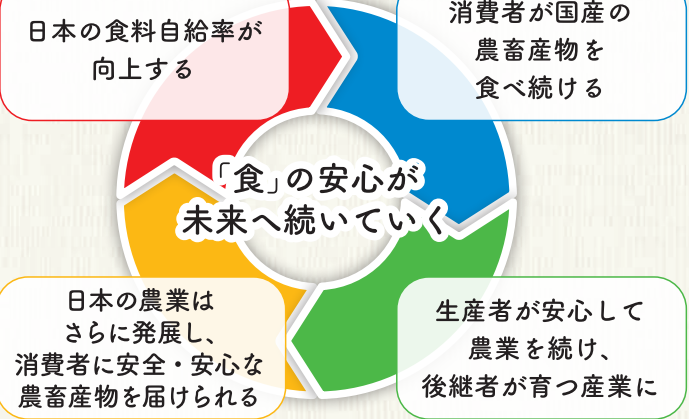 日本の食料自給率が
向上する
消費者が国産の
農畜産物を
食べ続ける
「食」の安心が
未来へ続いていく
日本の農業は
さらに発展し、
消費者に安全・安心な
農畜産物を届けられる
生産者が安心して
農業を続け、
後継者が育つ産業に